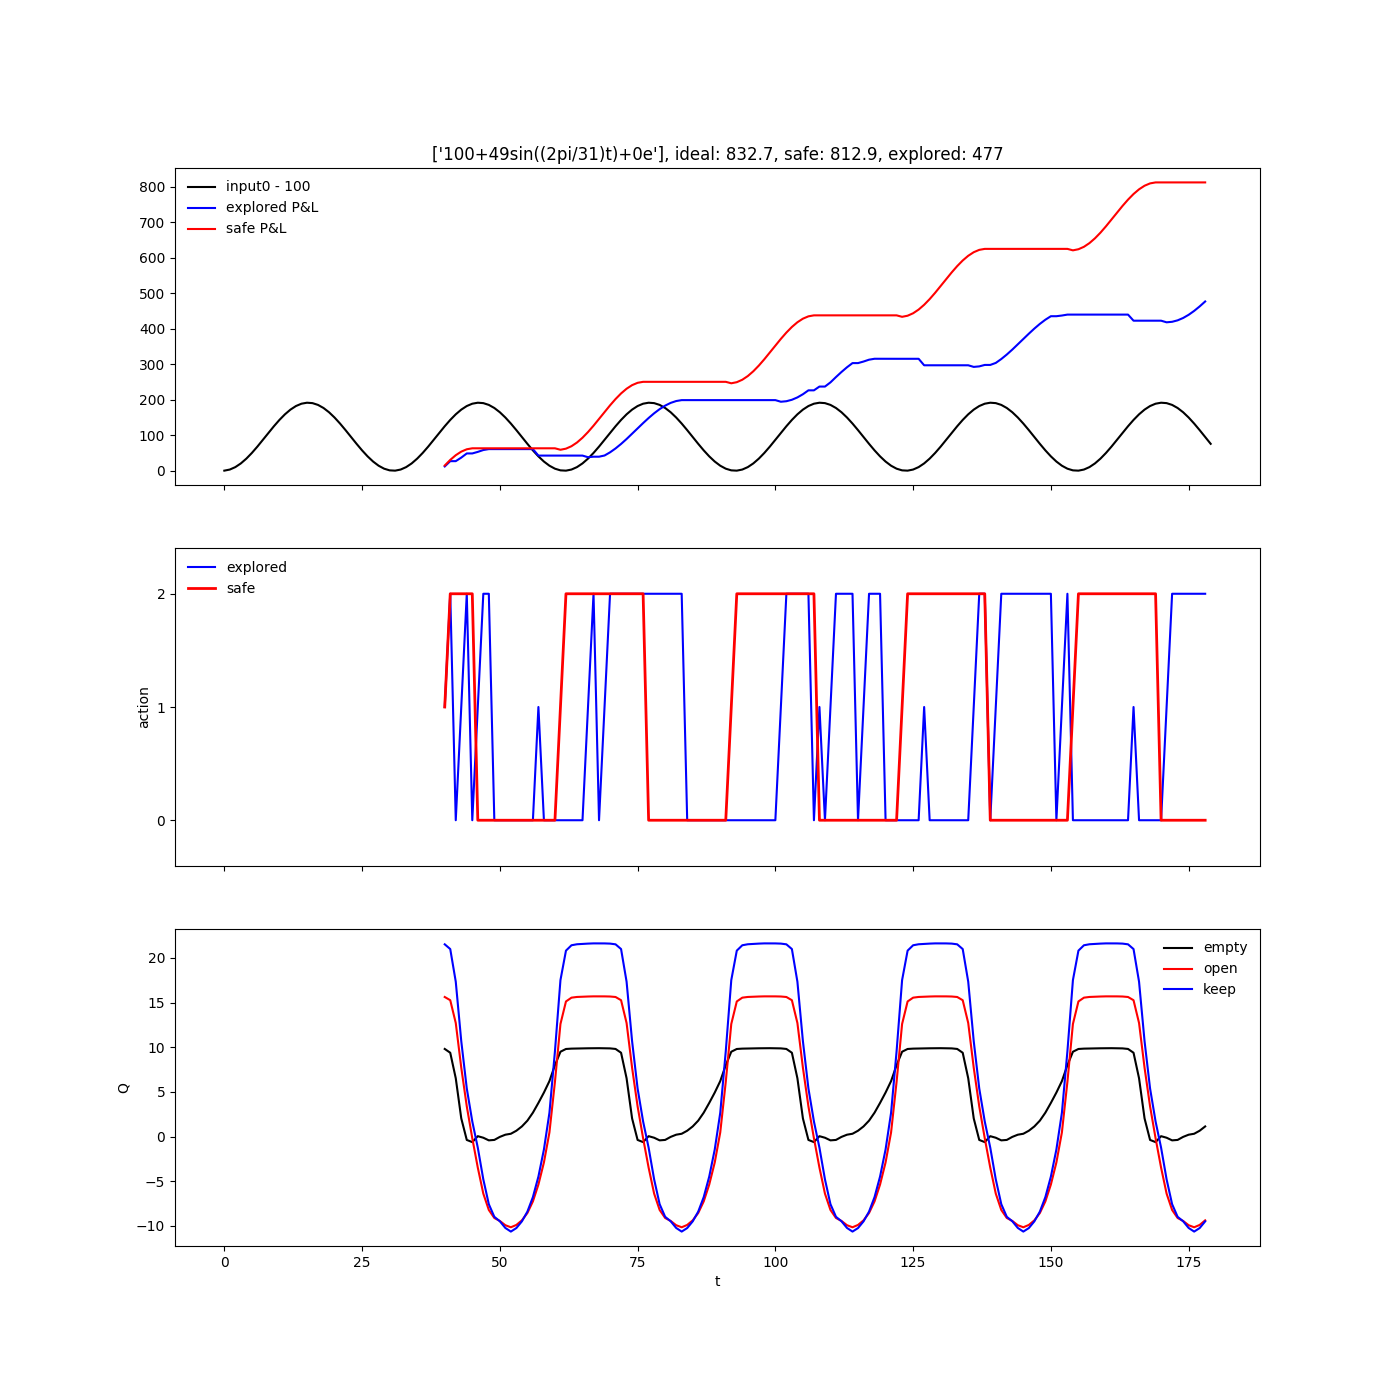 ['100+49sin((2pi/31)t)+0e'], ideal: 832.7, safe: 812.9, explored: 477
input0 - 100
explored P&L
safe P&L
800
700
600
500
400
300
200
100
0
explored
safe
action
2
1
0
empty
open
keep
Q
20
15
10
5
0
−5
−10
0 25 50 75 100 125 150 175
t